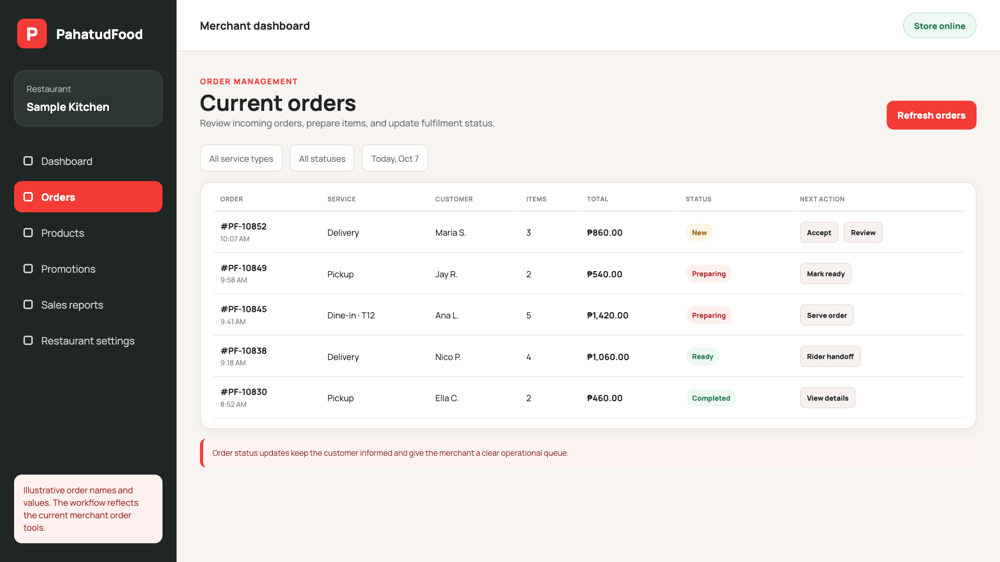 P PahatudFood
Restaurant
Sample Kitchen
Dashboard
Orders
Products
Promotions
Sales reports
Restaurant settings
Illustrative order names and
values. The workflow reflects
the current merchant order
tools.
Merchant dashboard
Store online
ORDER MANAGEMENT
Current orders
Review incoming orders, prepare items, and update fulfilment status.
Refresh orders
All service types All statuses Today, Oct 7
ORDER SERVICE CUSTOMER ITEMS TOTAL STATUS NEXT ACTION
#PF-10852
10:07 AM
Delivery Maria S. 3 ₱860.00 New Accept Review
#PF-10849
9:58 AM
Pickup Jay R. 2 ₱540.00 Preparing Mark ready
#PF-10845
9:41 AM
Dine-in · T12 Ana L. 5 ₱1,420.00 Preparing Serve order
#PF-10838
9:18 AM
Delivery Nico P. 4 ₱1,060.00 Ready Rider handoff
#PF-10830
8:52 AM
Pickup Ella C. 2 ₱460.00 Completed View details
Order status updates keep the customer informed and give the merchant a clear operational queue.